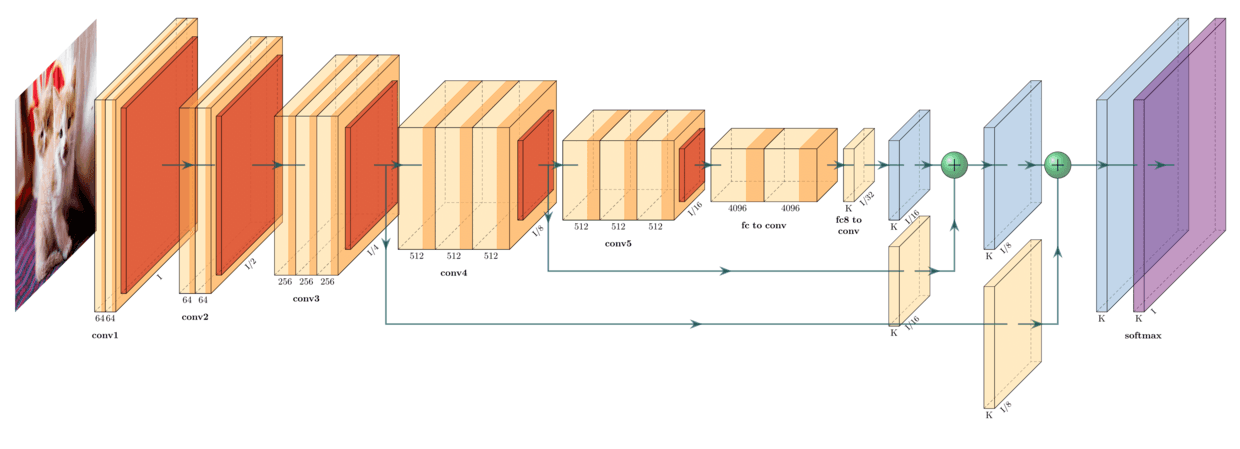 64 64
I
conv1
64 64
I/2
conv2
256 256 256
I/4
conv3
512 512 512
I/8
conv4
512 512 512
I/16
conv5
4096 4096
fc to conv
K
I/32
fc8 to
conv
K
I/16
K
I/16
+
K
I/8
K
I/8
+
K
K
I
softmax